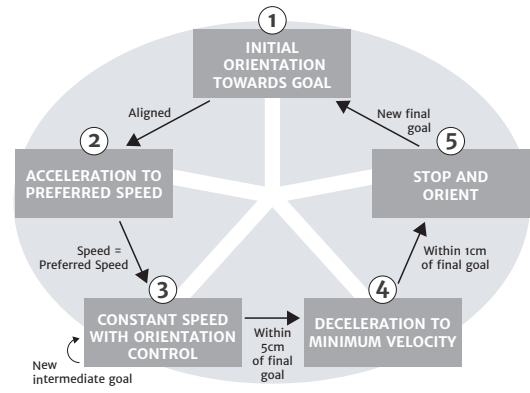 1
INITIAL
ORIENTATION
TOWARDS GOAL
Aligned
2
ACCELERATION TO
PREFERRED SPEED
Speed =
Preferred Speed
3
CONSTANT SPEED
WITH ORIENTATION
CONTROL
New
intermediate goal
Within
5cm
of final
goal
4
DECELERATION TO
MINIMUM VELOCITY
Within 1cm
of final goal
5
STOP AND
ORIENT
New final
goal